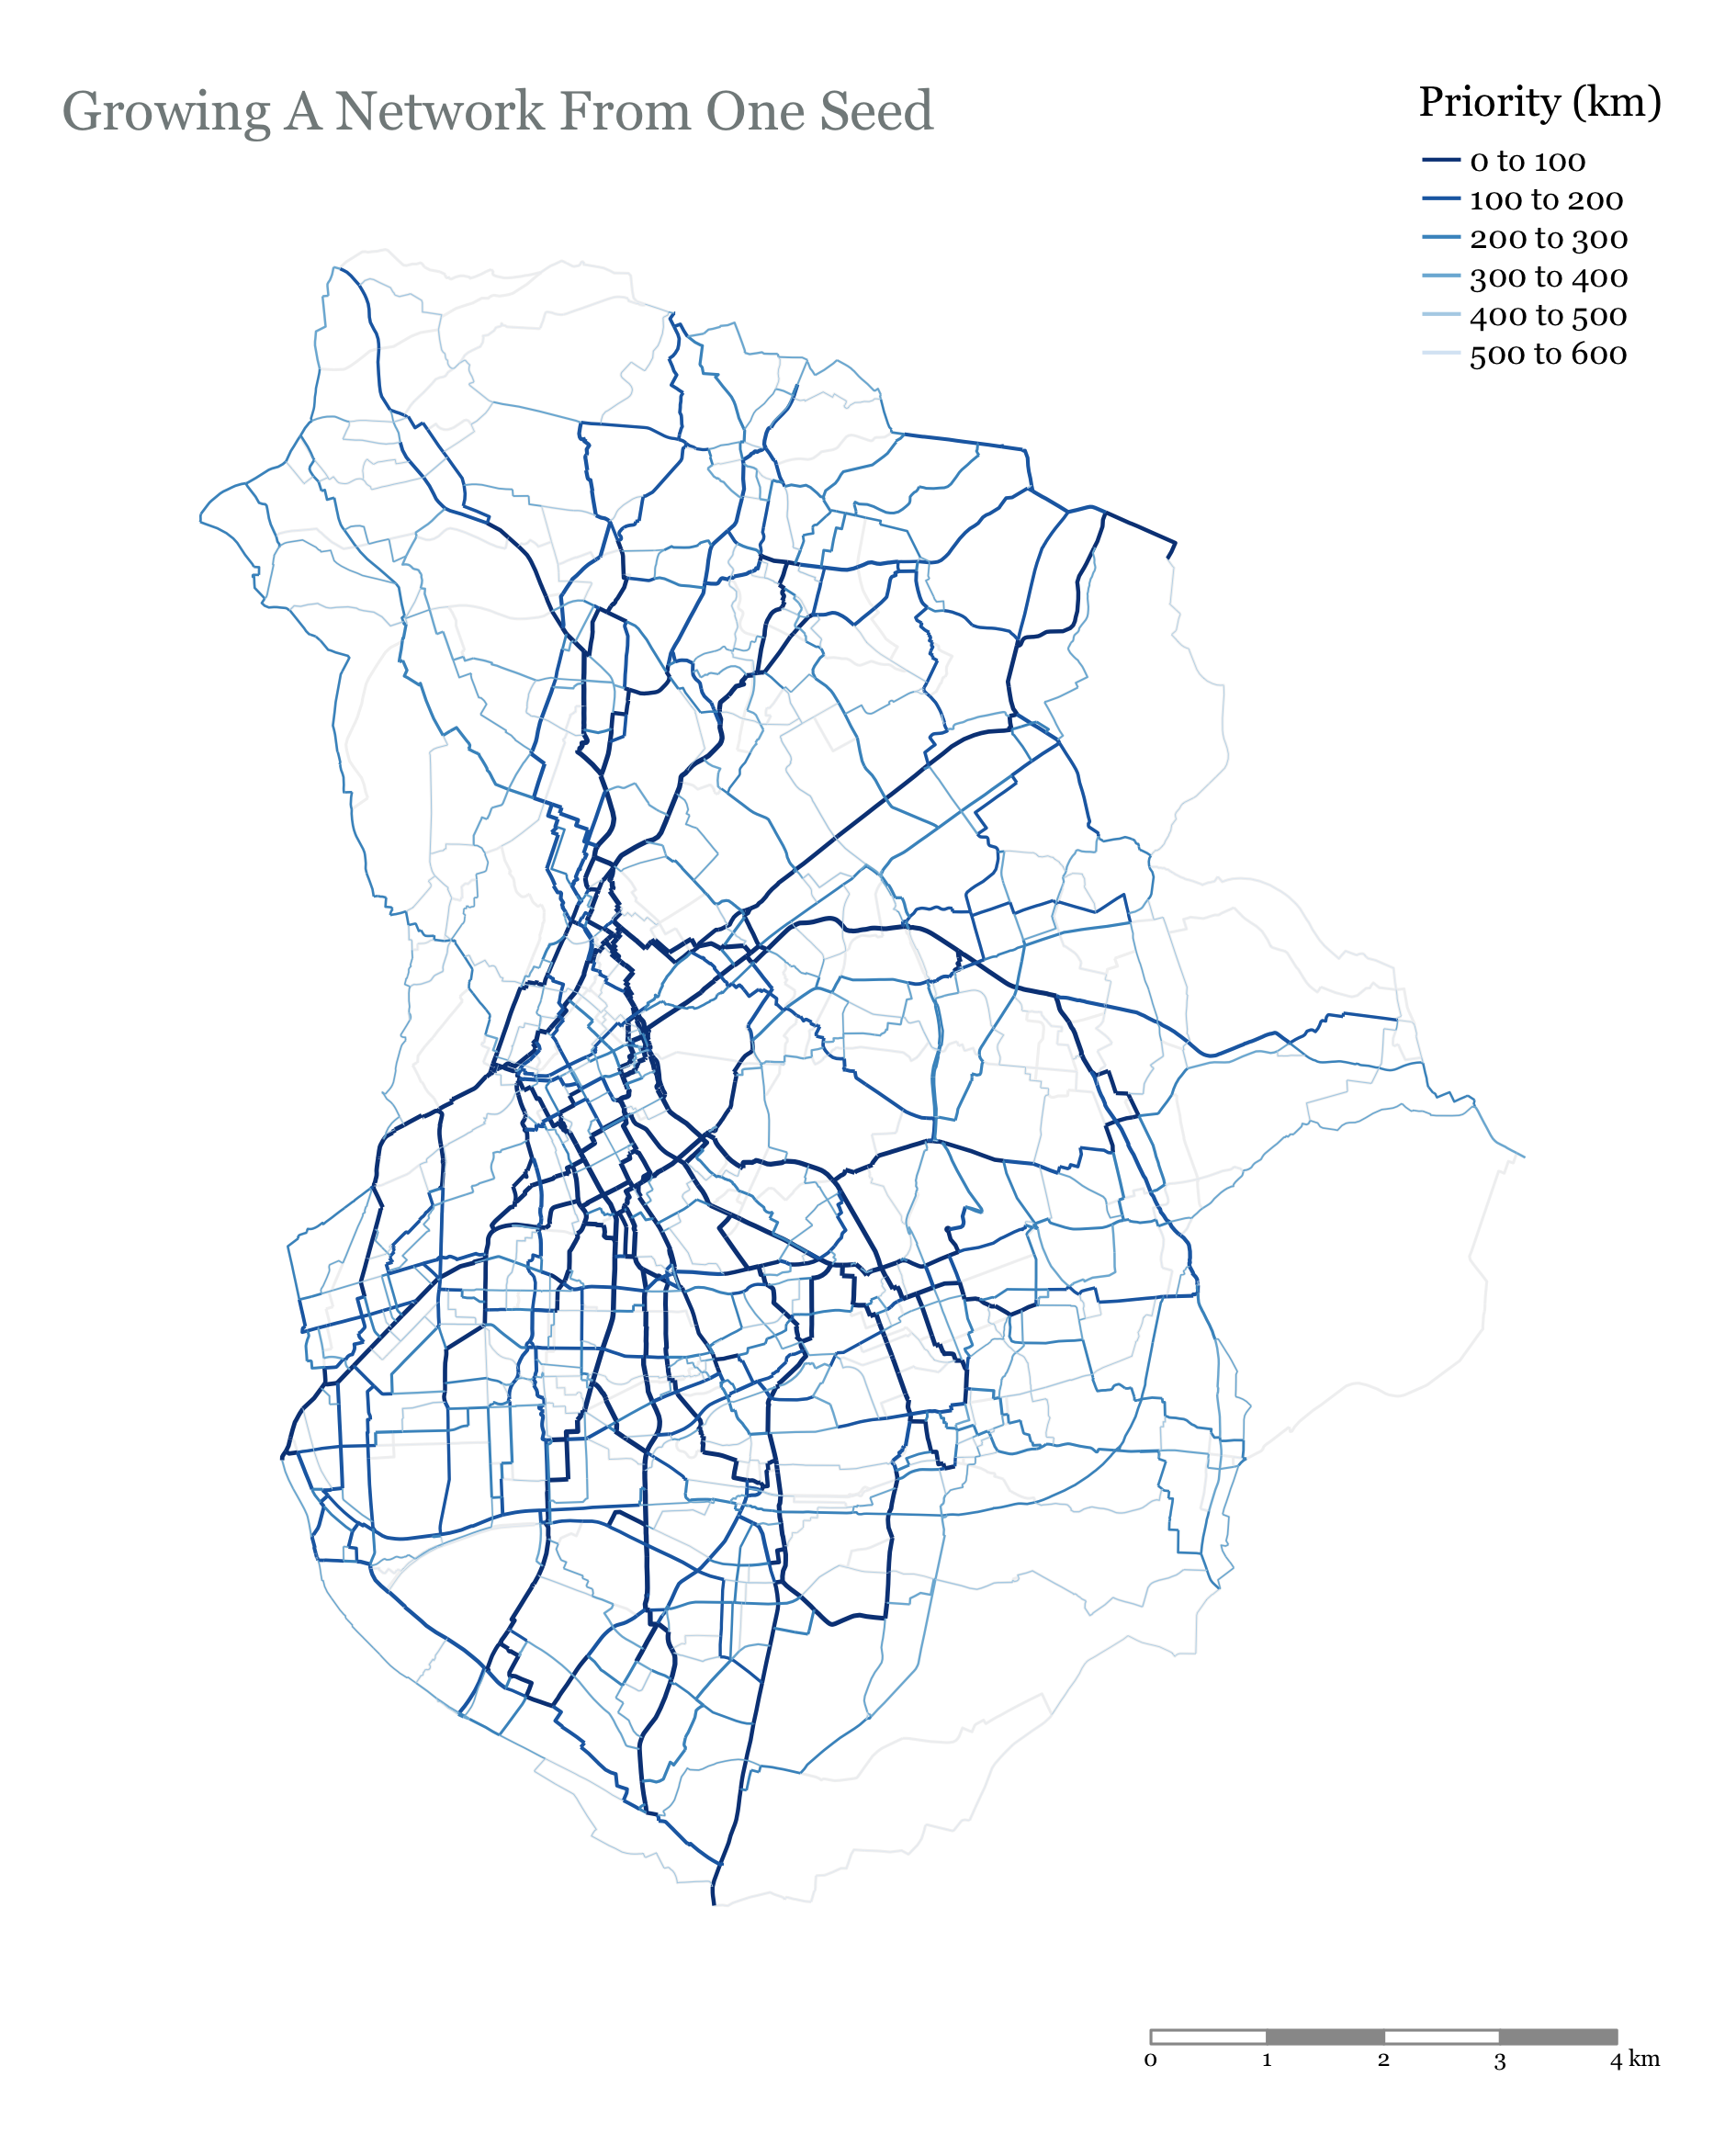 Growing A Network From One Seed
Priority (km)
0 to 100
100 to 200
200 to 300
300 to 400
400 to 500
500 to 600
0 1 2 3 4 km